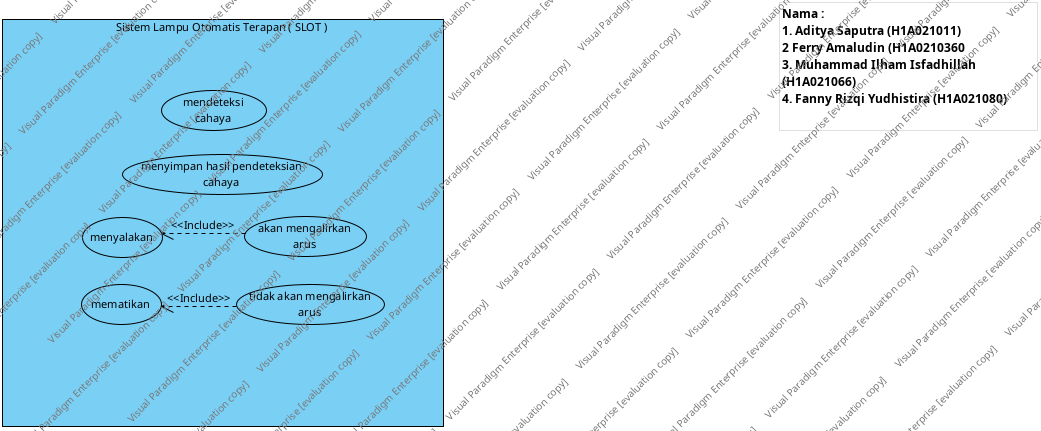 Sistem Lampu Otomatis Terapan ( SLOT )
mendeteksi
cahaya
menyimpan hasil pendeteksian
cahaya
menyalakan
<<Include>>
akan mengalirkan
arus
mematikan
<<Include>>
tidak akan mengalirkan
arus
Nama :
1. Aditya Saputra (H1A021011)
2 Ferry Amaludin (H1A0210360
3. Muhammad Ilham Isfadhillah
(H1A021066)
4. Fanny Rizqi Yudhistira (H1A021080)
Visual Paradigm Enterprise [evaluation copy]